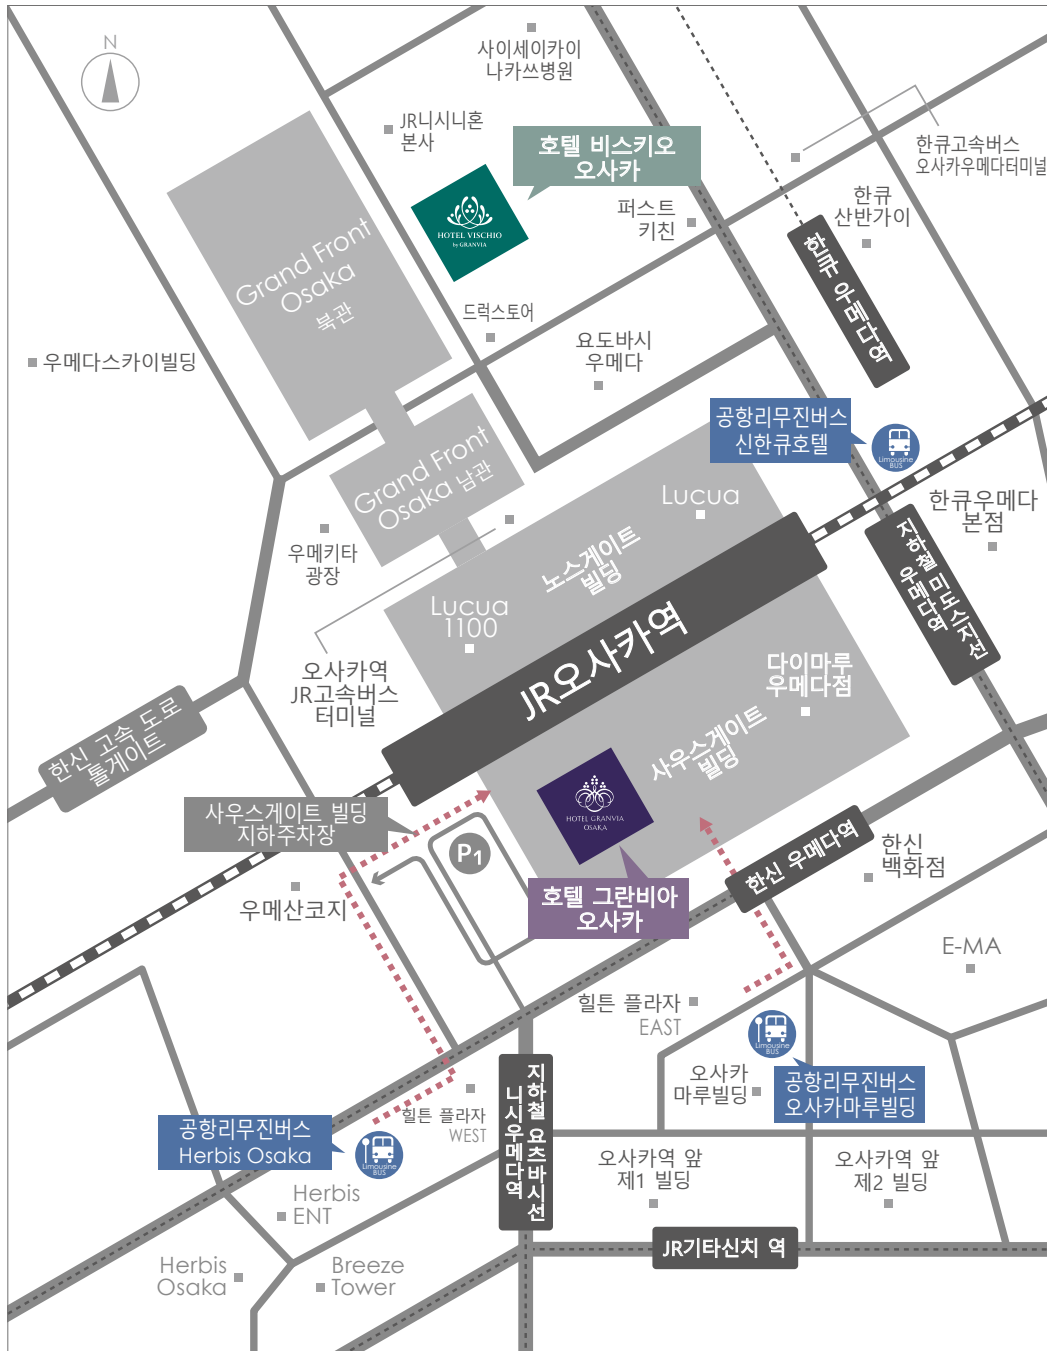 N
사이세이카이
나카쓰병원
JR니시니혼
본사
호텔 비스키오
오사카
HOTEL VISCHIO
by GRANVIA
한큐고속버스
오사카우메다터미널
퍼스트
키친
한큐
산반가이
한큐 우메다역
Grand Front
Osaka
북관
드럭스토어
요도바시
우메다
우메다스카이빌딩
공항리무진버스
신한큐호텔
Limousine
BUS
Grand Front
Osaka 남관
Lucua
한큐우메다
본점
우메키타
광장
노스게이트
빌딩
지하철 미도스지선
우메다역
Lucua
1100
JR오사카역
오사카역
JR고속버스
터미널
다이마루
우메다점
한신 고속 도로
톨게이트
사우스게이트
빌딩
HOTEL GRANVIA
OSAKA
사우스게이트 빌딩
지하주차장
P1
한신 우메다역
한신
백화점
호텔 그란비아
오사카
우메산코지
E-MA
힐튼 플라자
EAST
Limousine
BUS
오사카
마루빌딩
공항리무진버스
오사카마루빌딩
지하철 요츠바시선
니시우메다역
힐튼 플라자
WEST
공항리무진버스
Herbis Osaka
Limousine
BUS
오사카역 앞
제1 빌딩
오사카역 앞
제2 빌딩
Herbis
ENT
JR기타신치 역
Herbis
Osaka
Breeze
Tower